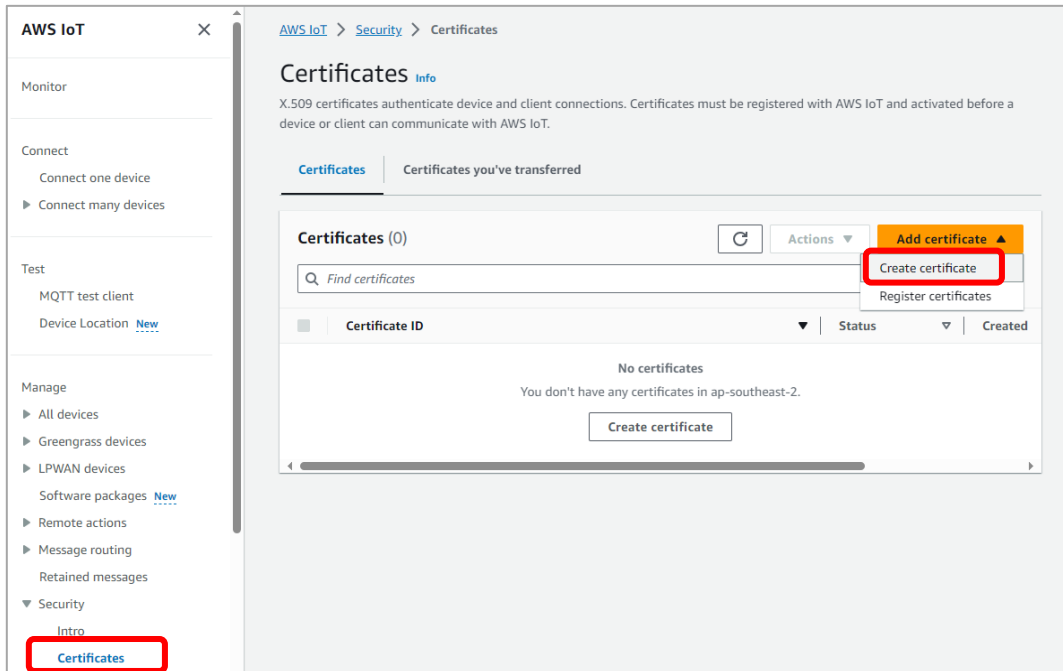 AWS IoT
Monitor
Connect
Connect one device
Connect many devices
Test
MQTT test client
Device Location New
Manage
All devices
Greengrass devices
LPWAN devices
Software packages New
Remote actions
Message routing
Retained messages
Security
Intro
Certificates
AWS IoT > Security > Certificates
Certificates Info
X.509 certificates authenticate device and client connections. Certificates must be registered with AWS IoT and activated before a
device or client can communicate with AWS IoT.
Certificates
Certificates you've transferred
Certificates (0)
Actions
Add certificate
Create certificate
Register certificates
Find certificates
Certificate ID
Status
Created
No certificates
You don't have any certificates in ap-southeast-2.
Create certificate